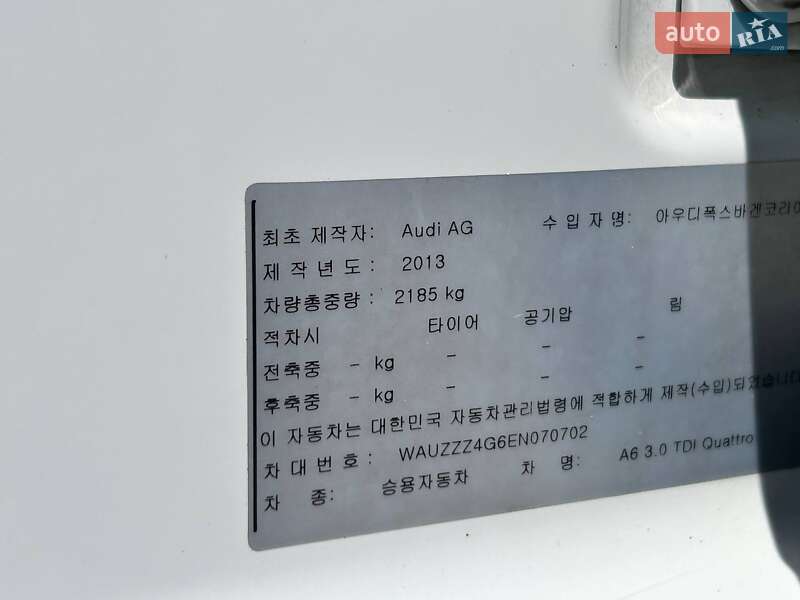 auto RIA .com
최초 제작자: Audi AG 수 입 자 명: 아우디폭스바겐코리아
제 작 년 도 : 2013
차량총중량 : 2185 kg
적차시 타이어 공기압 림
전축중 - kg - - -
후축중 - kg - - -
이 자동차는 대한민국 자동차관리법령에 적합하게 제작(수입)되었습니다
차 대 번 호 : WAUZZZ4G6EN070702
차 종: 승용자동차 차 명: A6 3.0 TDI Quattro